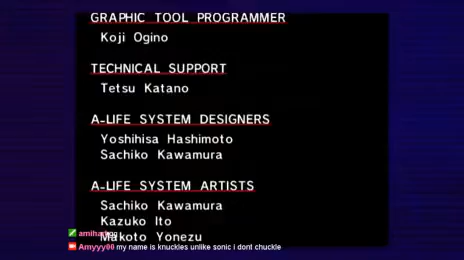 GRAPHIC TOOL PROGRAMMER
Koji Ogino
TECHNICAL SUPPORT
Tetsu Katano
A-LIFE SYSTEM DESIGNERS
Yoshihisa Hashimoto
Sachiko Kawamura
A-LIFE SYSTEM ARTISTS
Sachiko Kawamura
Kazuko Ito
Makoto Yonezu
Amyyy00 my name is knuckles unlike sonic i dont chuckle